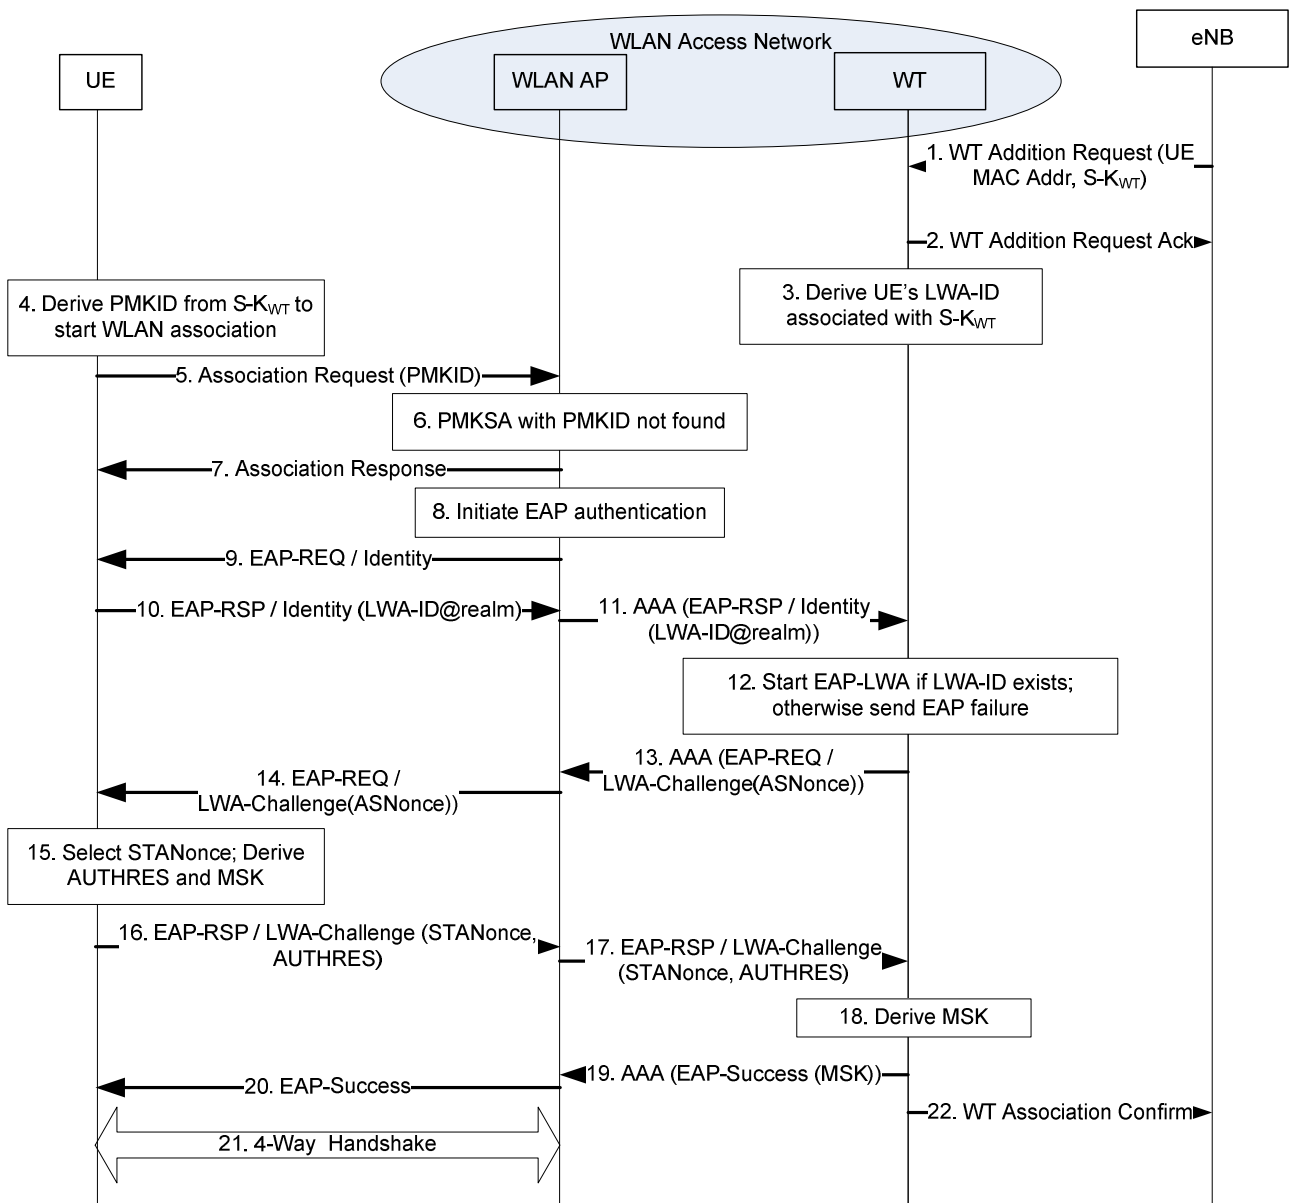 WLAN Access Network
UE
WLAN AP
WT
eNB
1. WT Addition Request (UE
MAC Addr, S-KWT)
2. WT Addition Request Ack
3. Derive UE's LWA-ID
associated with S-KWT
4. Derive PMKID from S-KWT to
start WLAN association
5. Association Request (PMKID)
6. PMKSA with PMKID not found
7. Association Response
8. Initiate EAP authentication
9. EAP-REQ / Identity
10. EAP-RSP / Identity (LWA-ID@realm)
11. AAA (EAP-RSP / Identity
(LWA-ID@realm))
12. Start EAP-LWA if LWA-ID exists;
otherwise send EAP failure
13. AAA (EAP-REQ /
LWA-Challenge(ASNonce))
14. EAP-REQ /
LWA-Challenge(ASNonce))
15. Select STANonce; Derive
AUTHRES and MSK
16. EAP-RSP / LWA-Challenge (STANonce,
AUTHRES)
17. EAP-RSP / LWA-Challenge
(STANonce, AUTHRES)
18. Derive MSK
19. AAA (EAP-Success (MSK))
20. EAP-Success
22. WT Association Confirm
21. 4-Way Handshake